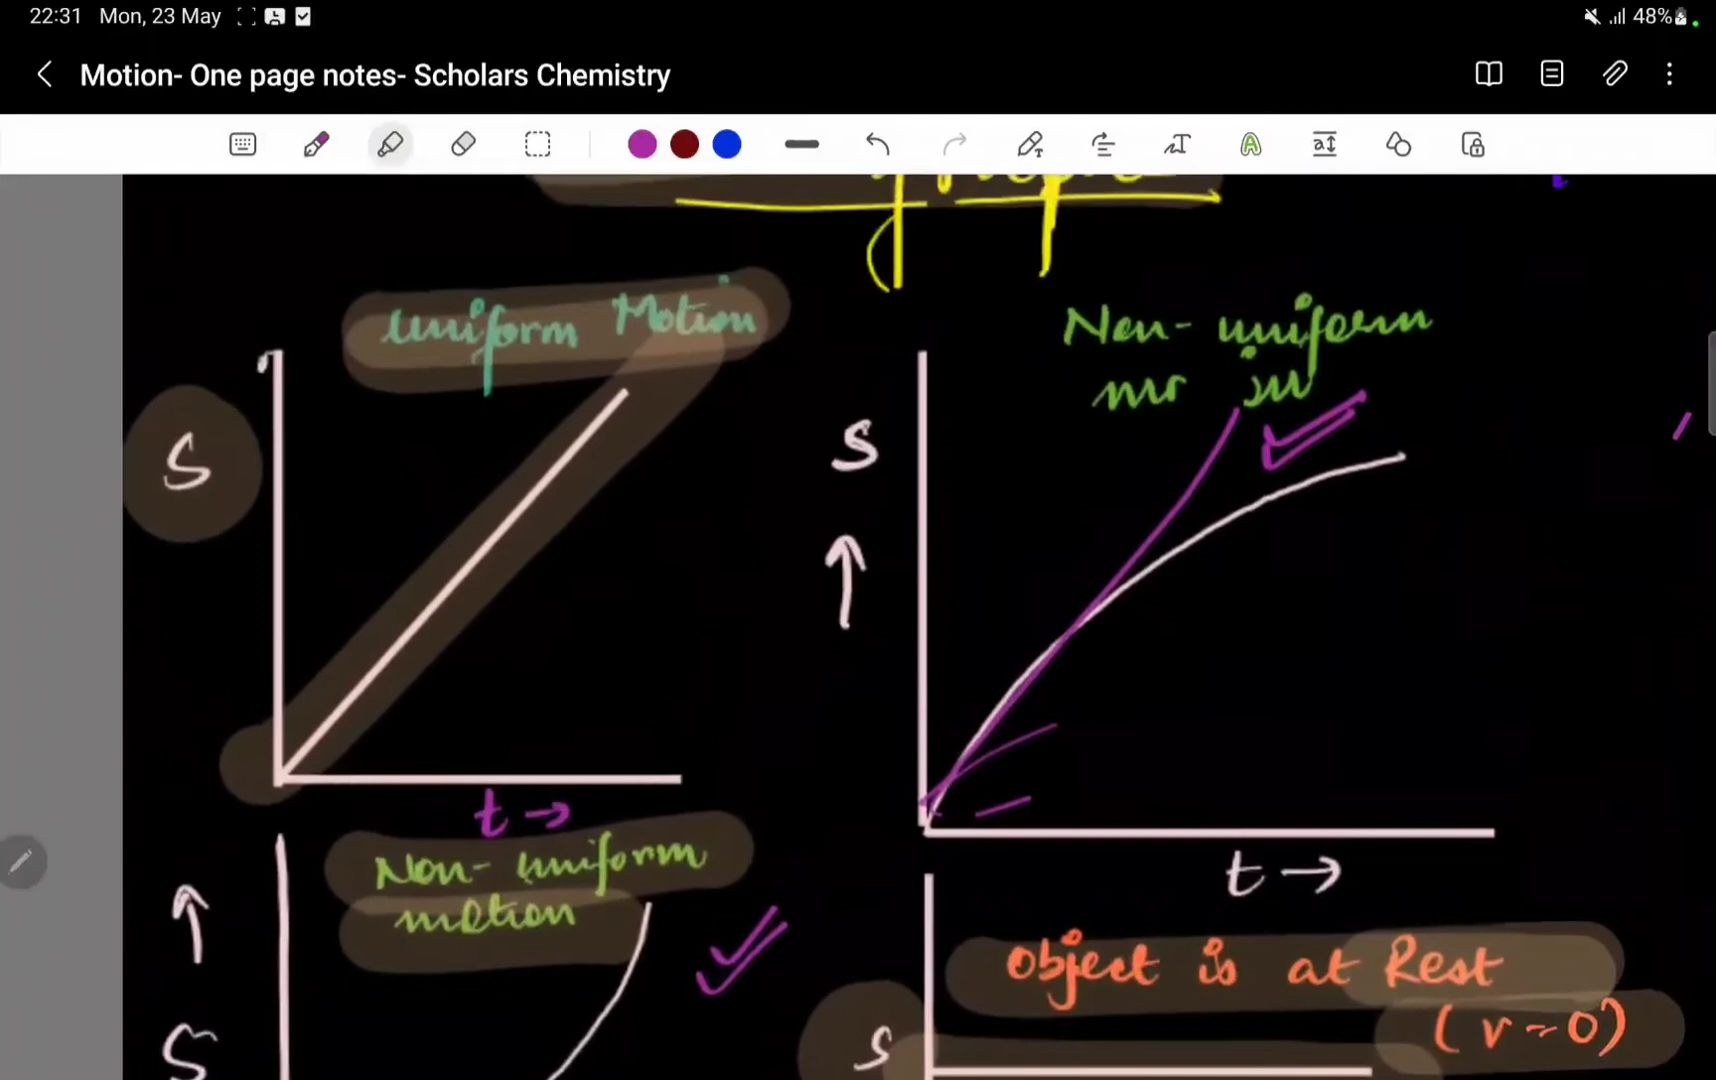 22:31 Mon, 23 May 48%
Motion- One page notes- Scholars Chemistry
Uniform Motion
S
t →
Non- uniform
S
t →
Non- uniform
motion
S
Object is at Rest
(v = 0)
S